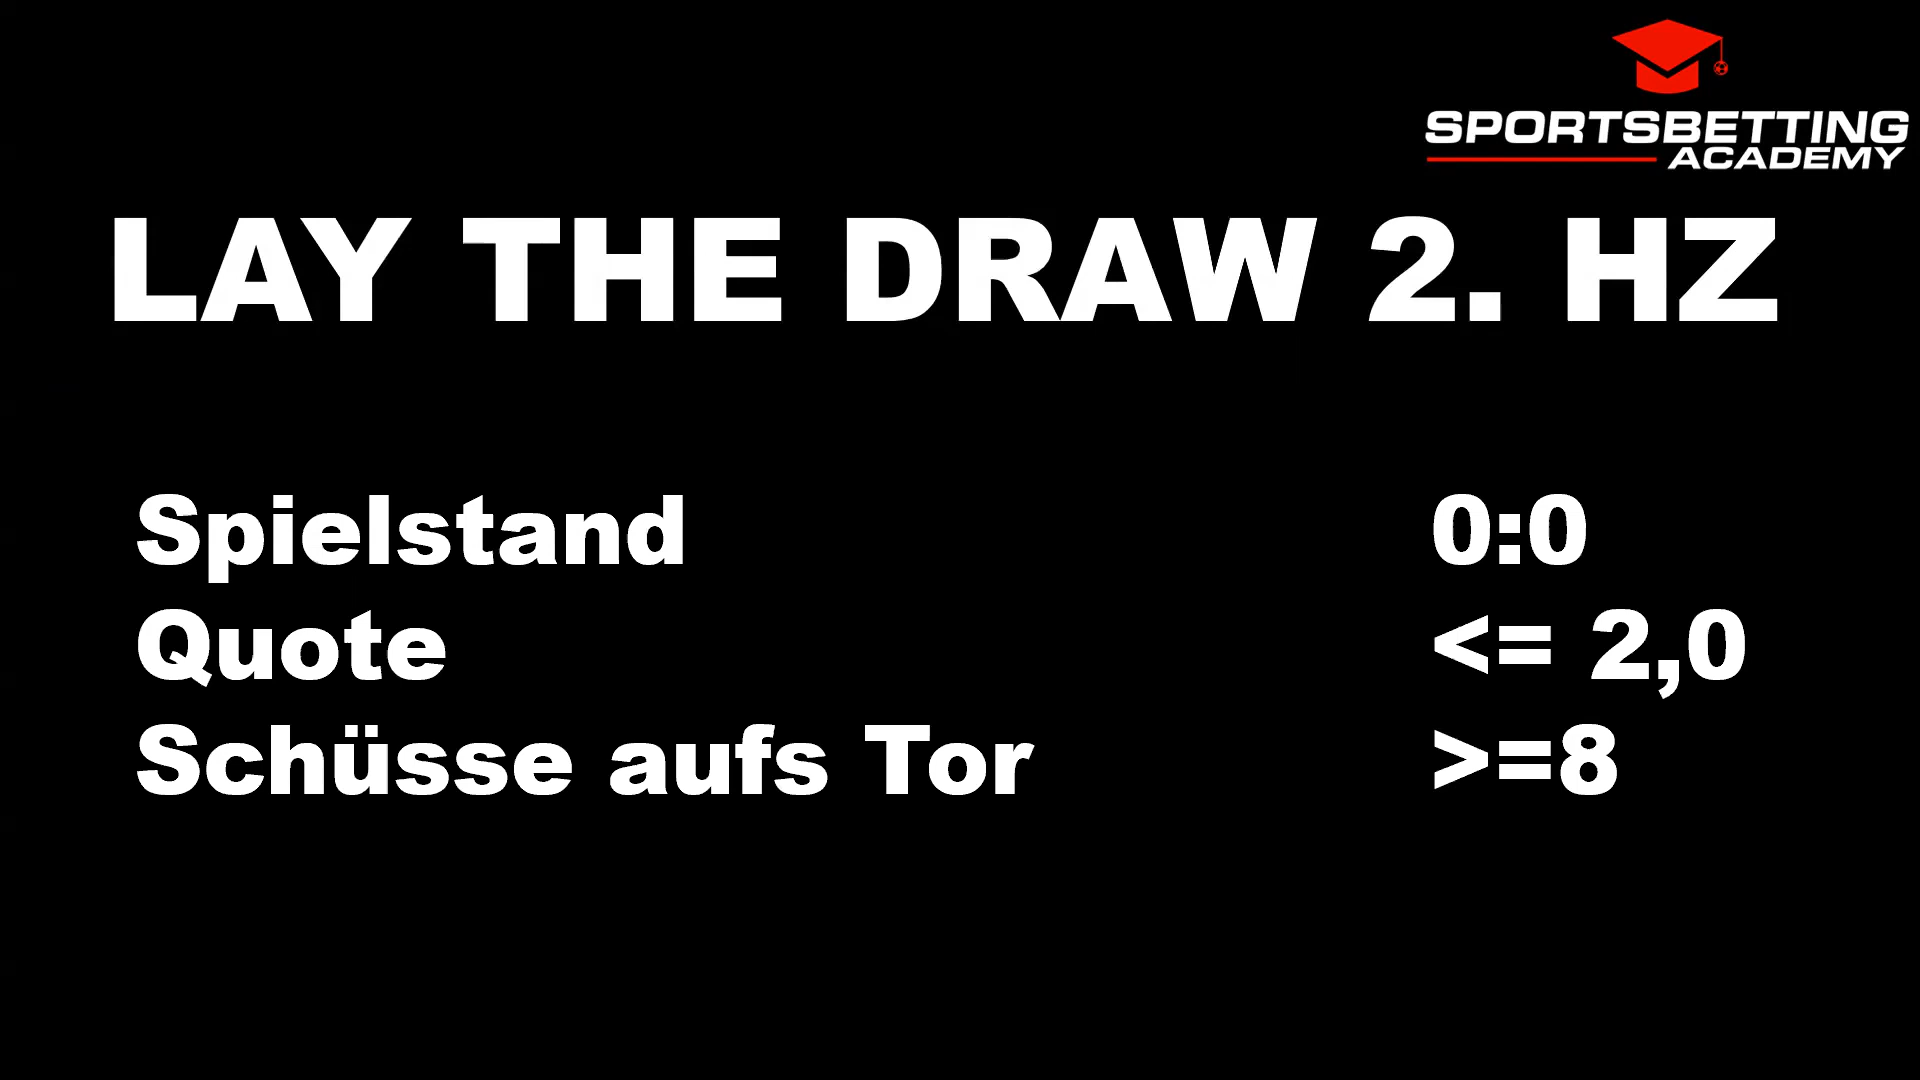 SPORTSBETTING
ACADEMY
LAY THE DRAW 2. HZ
Spielstand 0:0
Quote <= 2,0
Schüsse aufs Tor >=8